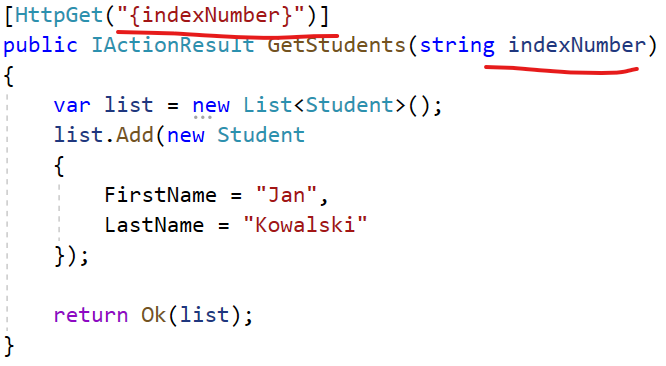 [HttpGet("{indexNumber}")]
public IActionResult GetStudents(string indexNumber)
{
    var list = new List<Student>();
    list.Add(new Student
    {
        FirstName = "Jan",
        LastName = "Kowalski"
    });
    return Ok(list);
}